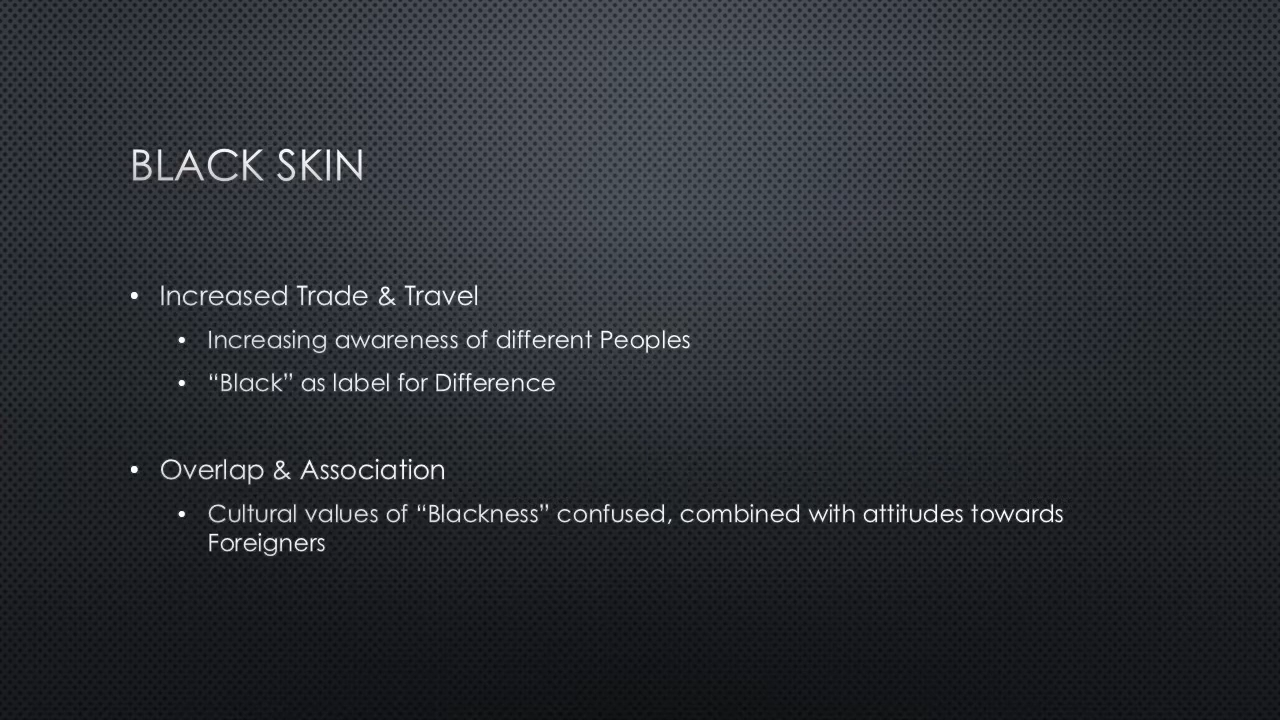 BLACK SKIN
• Increased Trade & Travel
• Increasing awareness of different Peoples
• “Black” as label for Difference
• Overlap & Association
• Cultural values of “Blackness” confused, combined with attitudes towards
Foreigners